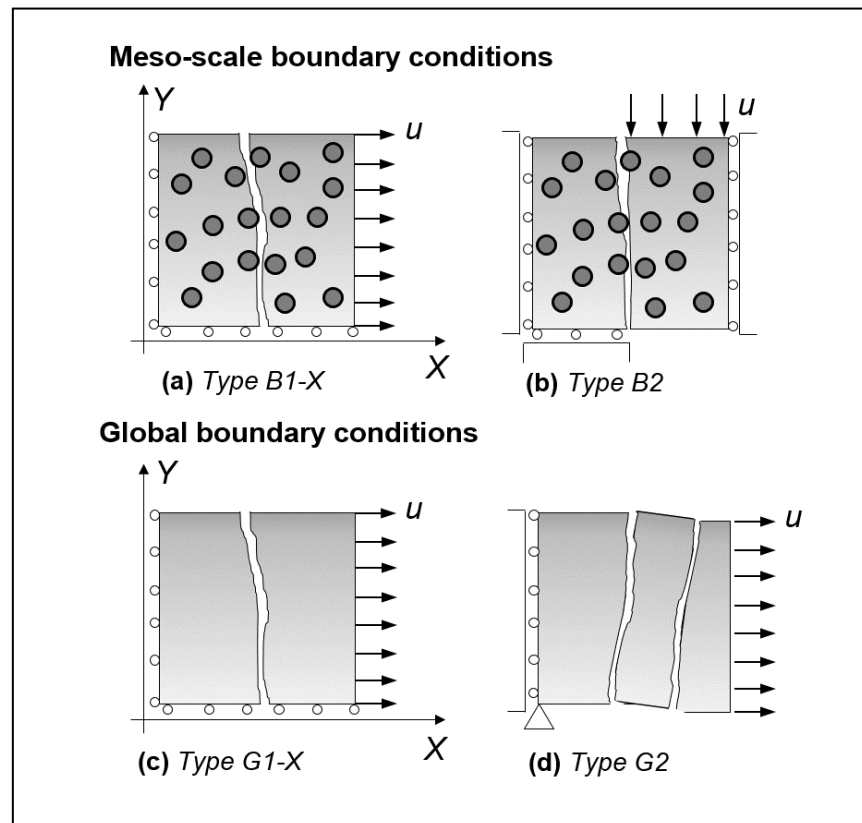 Meso-scale boundary conditions
Y
u
X
(a) Type B1-X
u
(b) Type B2
Global boundary conditions
Y
u
X
(c) Type G1-X
u
(d) Type G2